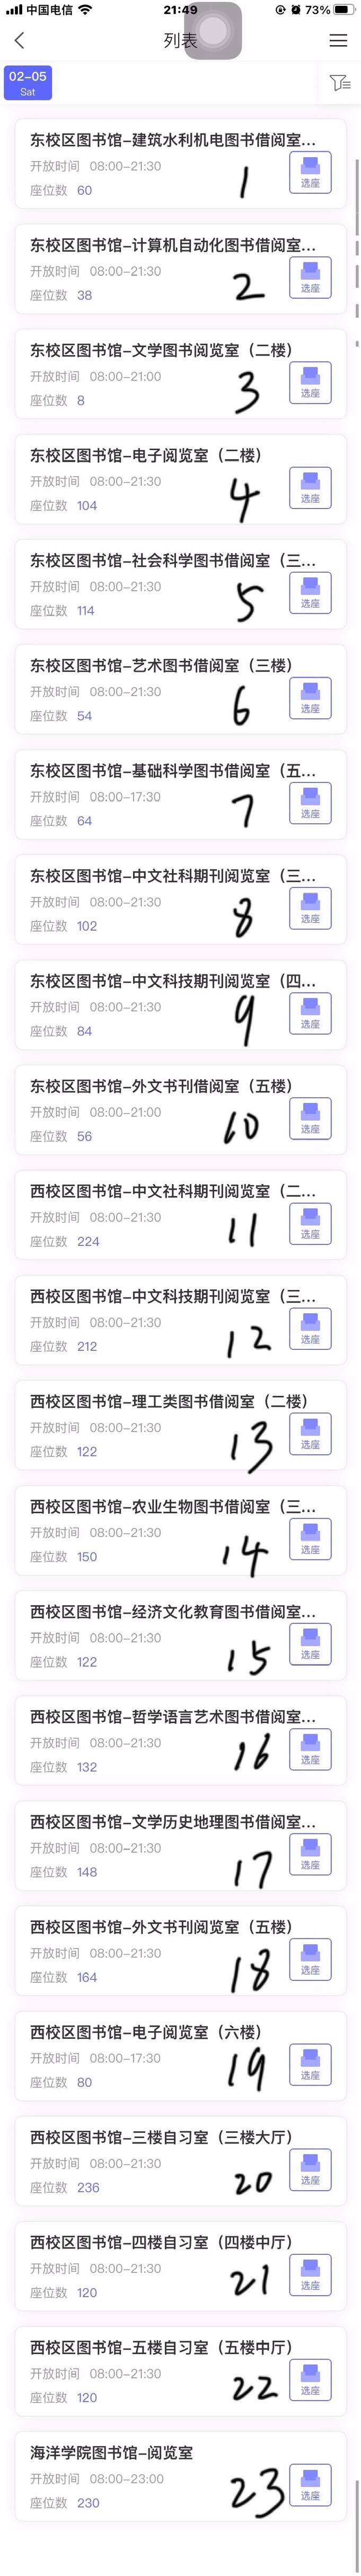 中国电信 21:49 73%
列表
02-05
Sat
东校区图书馆-建筑水利机电图书借阅室...
开放时间 08:00-21:30
1
选座
座位数 60
东校区图书馆-计算机自动化图书借阅室...
开放时间 08:00-21:30
2
选座
座位数 38
东校区图书馆-文学图书阅览室（二楼）
开放时间 08:00-21:00
3
选座
座位数 8
东校区图书馆-电子阅览室（二楼）
开放时间 08:00-21:30
4
选座
座位数 104
东校区图书馆-社会科学图书借阅室（三...
开放时间 08:00-21:30
5
选座
座位数 114
东校区图书馆-艺术图书借阅室（三楼）
开放时间 08:00-21:30
6
选座
座位数 54
东校区图书馆-基础科学图书借阅室（五...
开放时间 08:00-17:30
7
选座
座位数 64
东校区图书馆-中文社科期刊阅览室（三...
开放时间 08:00-21:30
8
选座
座位数 102
东校区图书馆-中文科技期刊阅览室（四...
开放时间 08:00-21:30
9
选座
座位数 84
东校区图书馆-外文书刊借阅室（五楼）
开放时间 08:00-21:00
10
选座
座位数 56
西校区图书馆-中文社科期刊阅览室（二...
开放时间 08:00-21:30
11
选座
座位数 224
西校区图书馆-中文科技期刊阅览室（三...
开放时间 08:00-21:30
12
选座
座位数 212
西校区图书馆-理工类图书借阅室（二楼）
开放时间 08:00-21:30
13
选座
座位数 122
西校区图书馆-农业生物图书借阅室（三...
开放时间 08:00-21:30
14
选座
座位数 150
西校区图书馆-经济文化教育图书借阅室...
开放时间 08:00-21:30
15
选座
座位数 122
西校区图书馆-哲学语言艺术图书借阅室...
开放时间 08:00-21:30
16
选座
座位数 132
西校区图书馆-文学历史地理图书借阅室...
开放时间 08:00-21:30
17
选座
座位数 148
西校区图书馆-外文书刊阅览室（五楼）
开放时间 08:00-21:30
18
选座
座位数 164
西校区图书馆-电子阅览室（六楼）
开放时间 08:00-17:30
19
选座
座位数 80
西校区图书馆-三楼自习室（三楼大厅）
开放时间 08:00-21:30
20
选座
座位数 236
西校区图书馆-四楼自习室（四楼中厅）
开放时间 08:00-21:30
21
选座
座位数 120
西校区图书馆-五楼自习室（五楼中厅）
开放时间 08:00-21:30
22
选座
座位数 120
海洋学院图书馆-阅览室
开放时间 08:00-23:00
23
选座
座位数 230